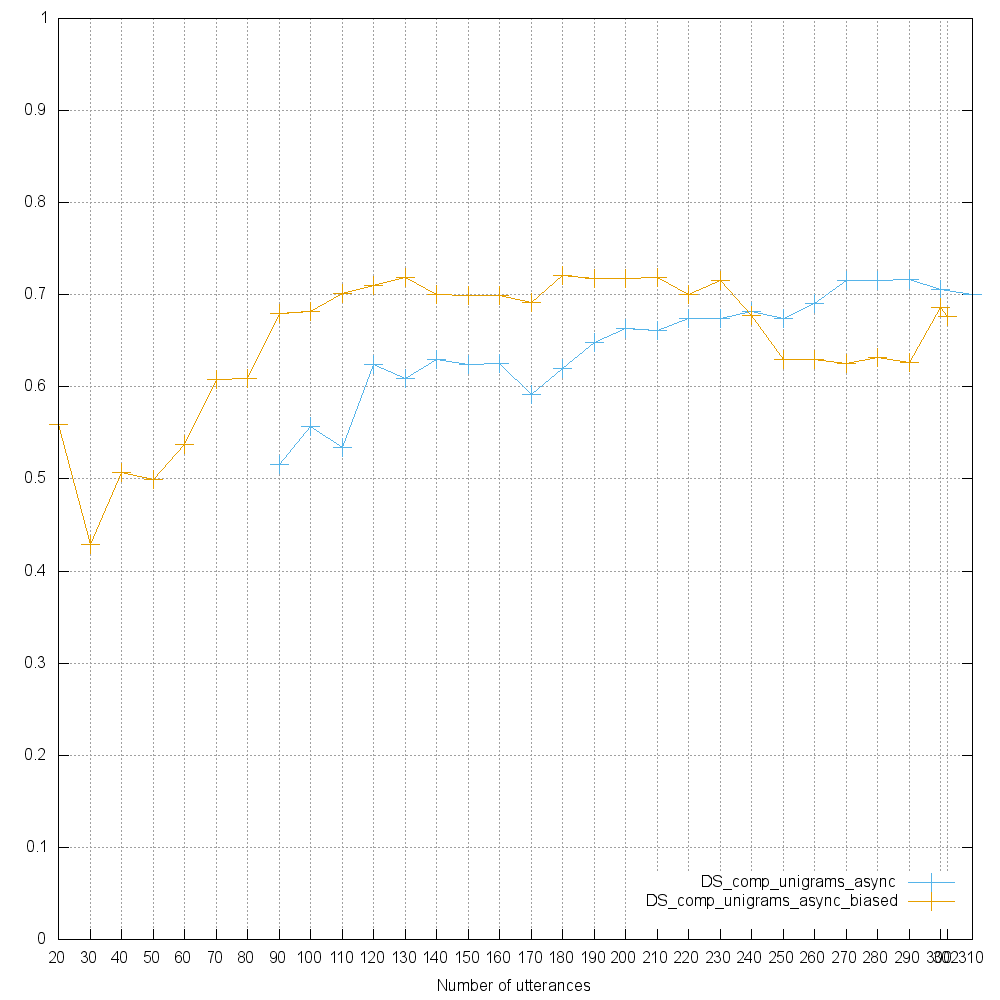 1
0.9
0.8
0.7
0.6
0.5
0.4
0.3
0.2
0.1
0
DS_comp_unigrams_async
DS_comp_unigrams_async_biased
20 30 40 50 60 70 80 90 100 110 120 130 140 150 160 170 180 190 200 210 220 230 240 250 260 270 280 290 300 302 310
Number of utterances